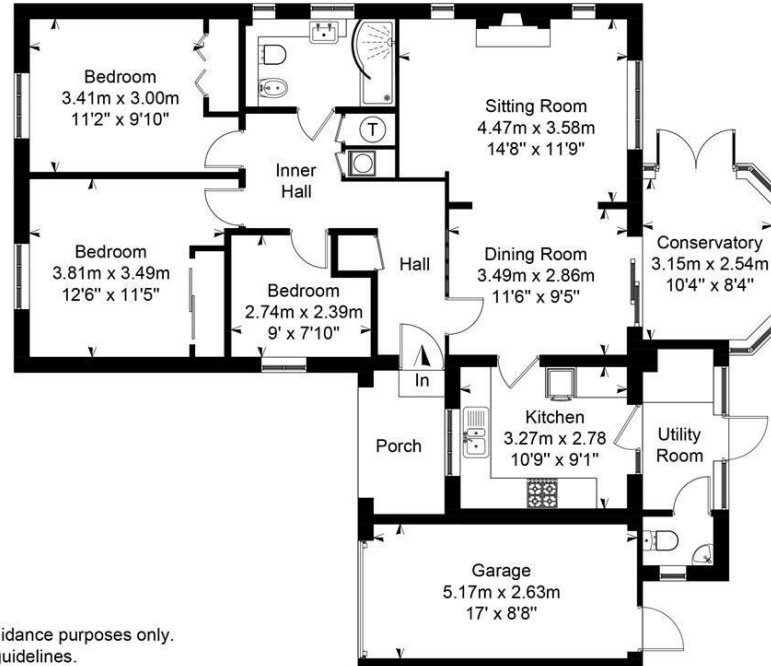 Bedroom
3.41m x 3.00m
11'2" x 9'10"
Sitting Room
4.47m x 3.58m
14'8" x 11'9"
T
Inner
Hall
Bedroom
3.81m x 3.49m
12'6" x 11'5"
Hall
Dining Room
3.49m x 2.86m
11'6" x 9'5"
Conservatory
3.15m x 2.54m
10'4" x 8'4"
Bedroom
2.74m x 2.39m
9' x 7'10"
In
Porch
Kitchen
3.27m x 2.78
10'9" x 9'1"
Utility
Room
Garage
5.17m x 2.63m
17' x 8'8"
idance purposes only.
guidelines.